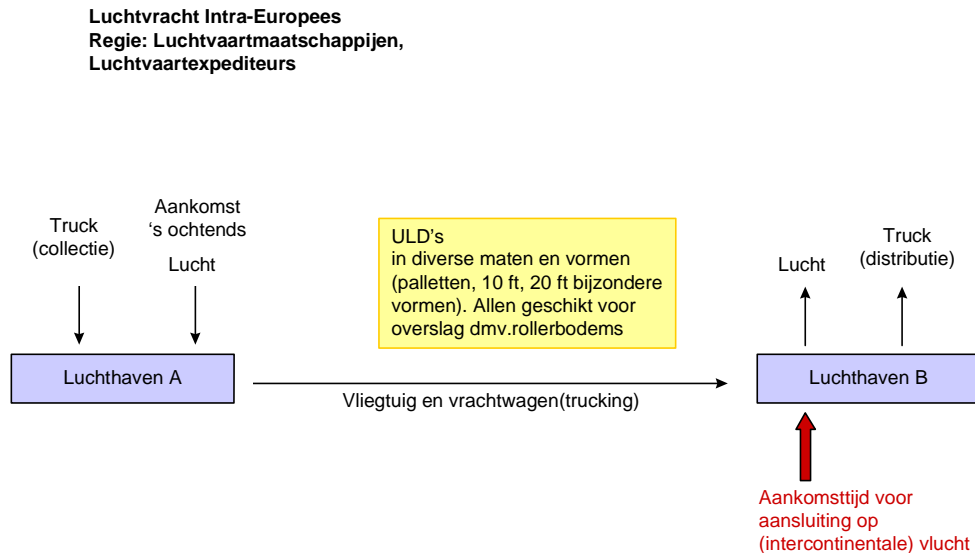 Luchtvracht Intra-Europees
Regie: Luchtvaartmaatschappijen,
Luchtvaartexpediteurs
Truck
(collectie)
Aankomst
‘s ochtends
Lucht
ULD’s
in diverse maten en vormen
(palletten, 10 ft, 20 ft bijzondere
vormen). Allen geschikt voor
overslag dmv.rollerbodems
Lucht
Truck
(distributie)
Luchthaven A
Vliegtuig en vrachtwagen(trucking)
Luchthaven B
Aankomsttijd voor
aansluiting op
(intercontinentale) vlucht